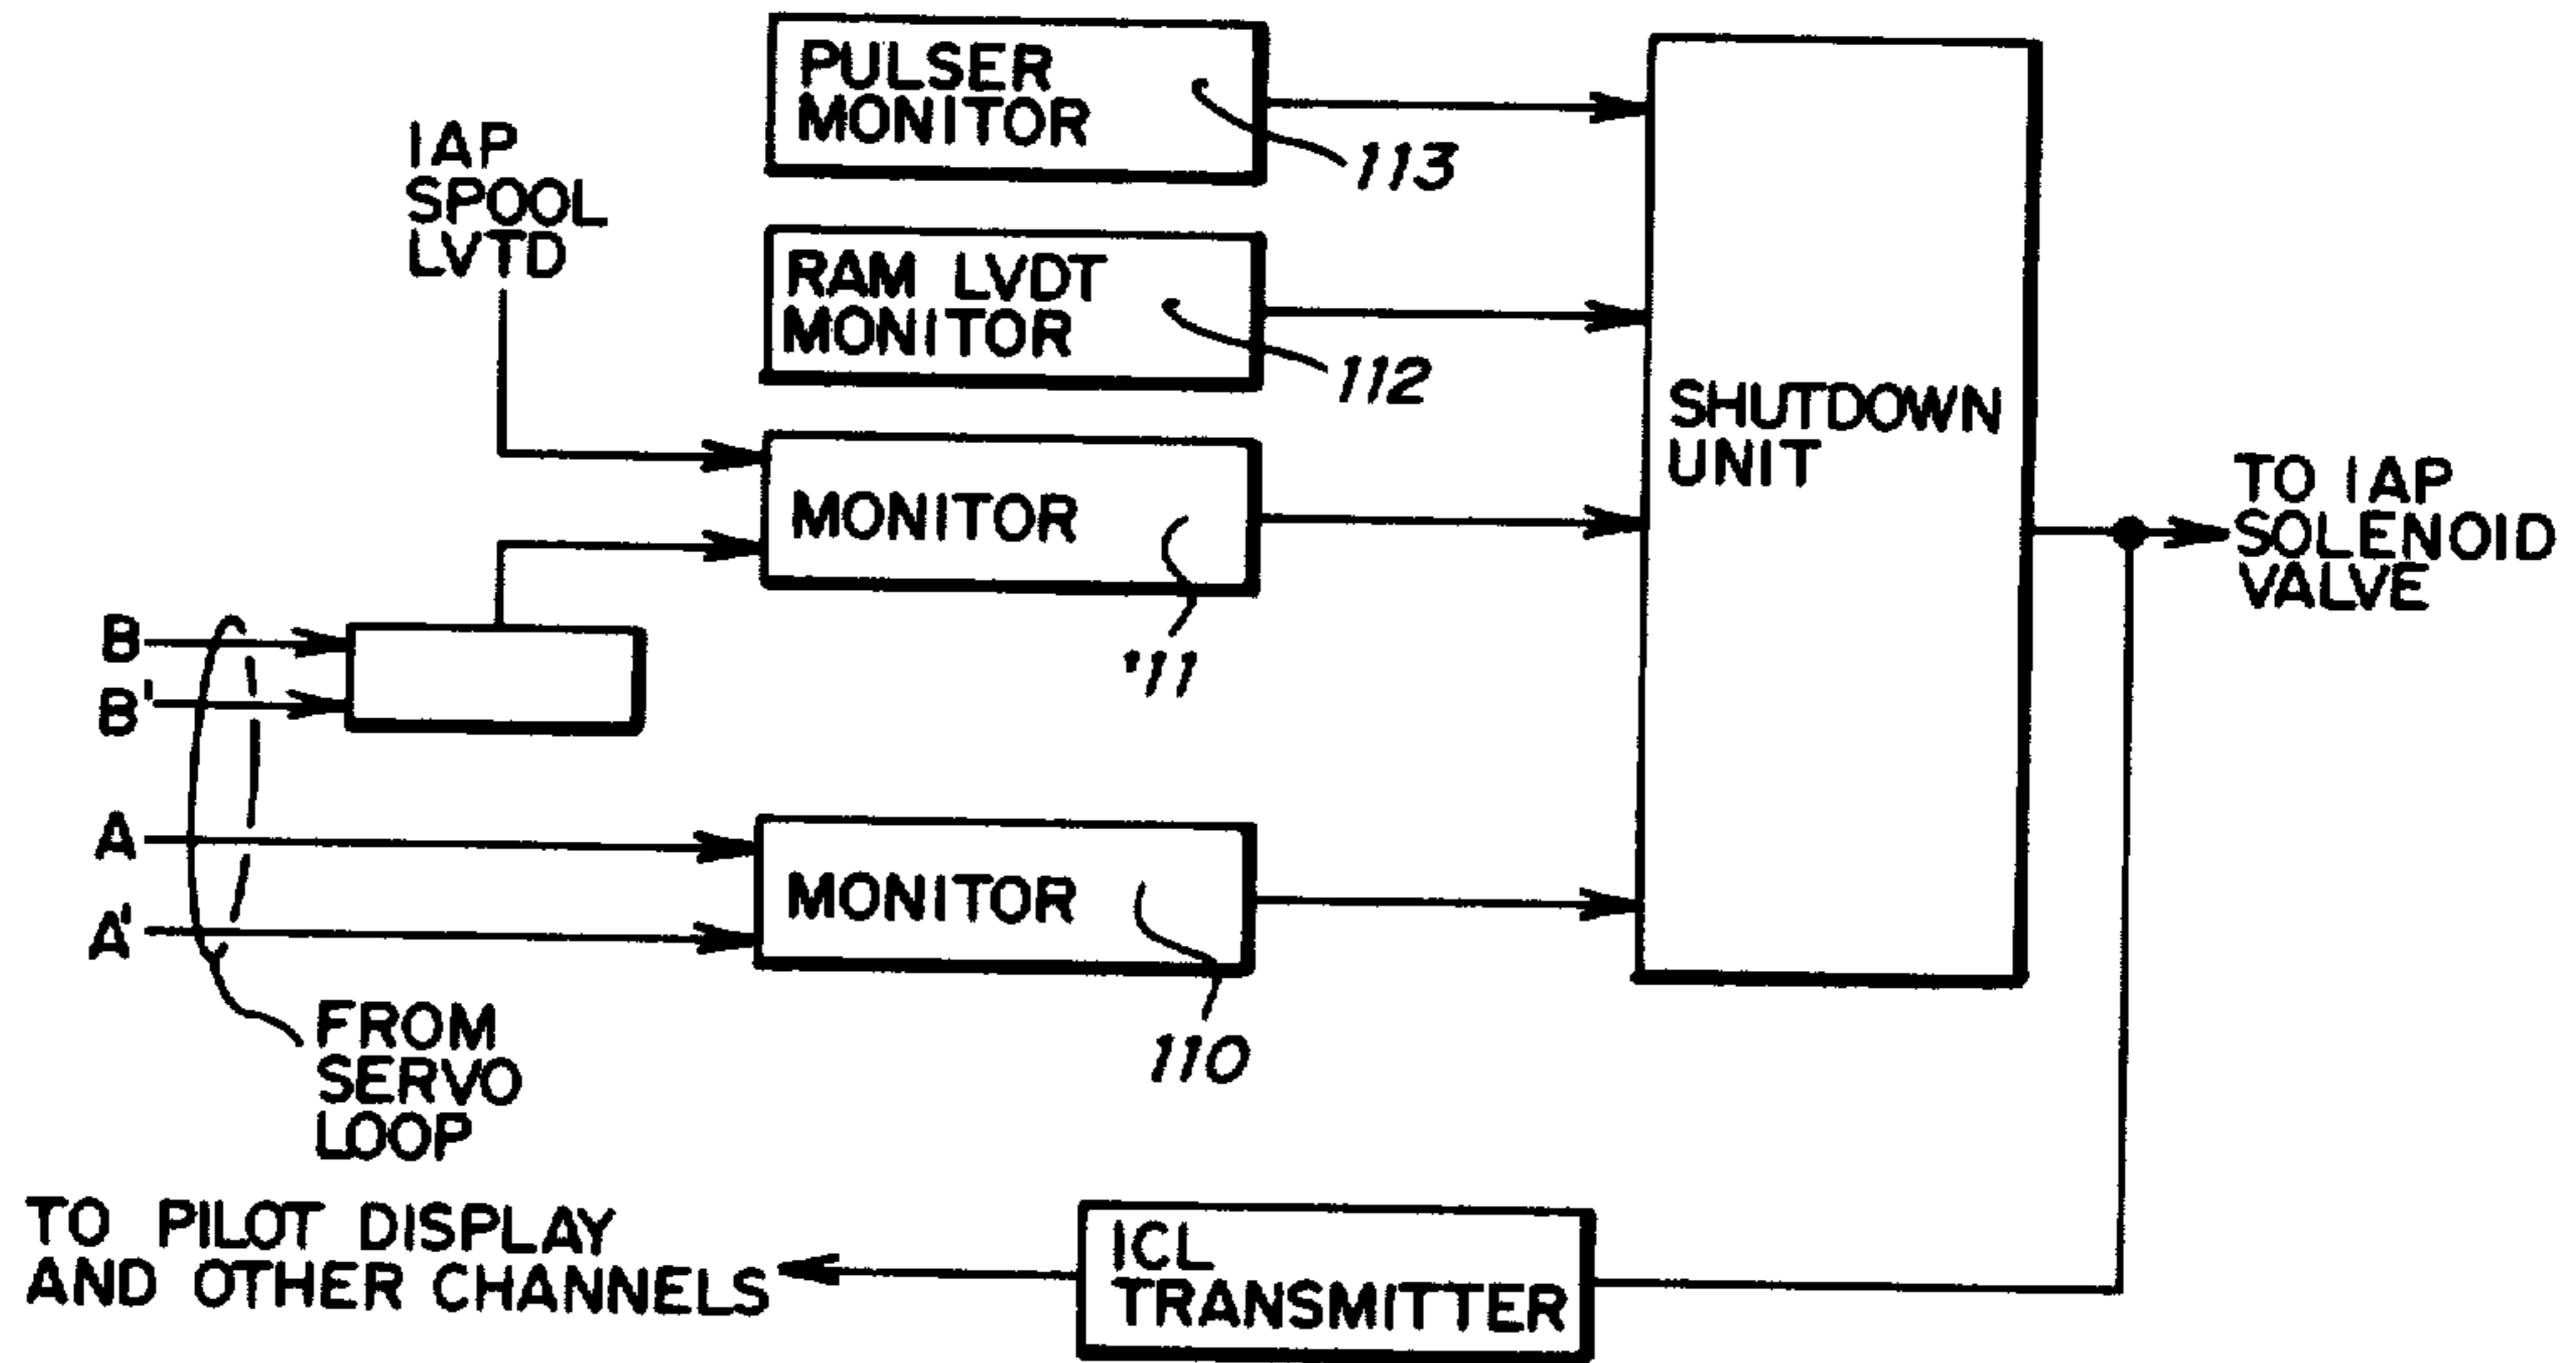 PULSER
MONITOR
113
IAP
SPOOL
LVTD
RAM LVDT
MONITOR
112
SHUTDOWN
UNIT
MONITOR
'11
TO IAP
SOLENOID
VALVE
B
B'
A
A'
MONITOR
110
FROM
SERVO
LOOP
TO PILOT DISPLAY
AND OTHER CHANNELS
ICL
TRANSMITTER